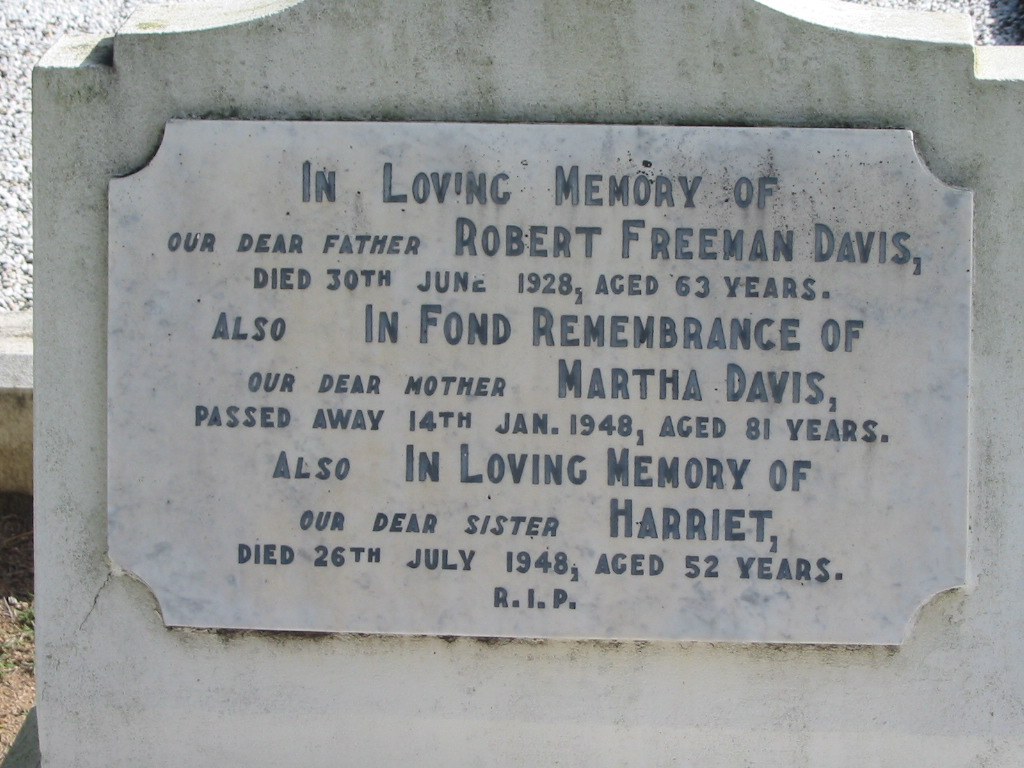 IN LOVING MEMORY OF
OUR DEAR FATHER ROBERT FREEMAN DAVIS,
DIED 30TH JUNE 1928, AGED 63 YEARS.
ALSO IN FOND REMEMBRANCE OF
OUR DEAR MOTHER MARTHA DAVIS,
PASSED AWAY 14TH JAN. 1948, AGED 81 YEARS.
ALSO IN LOVING MEMORY OF
OUR DEAR SISTER HARRIET,
DIED 26TH JULY 1948, AGED 52 YEARS.
R.I.P.